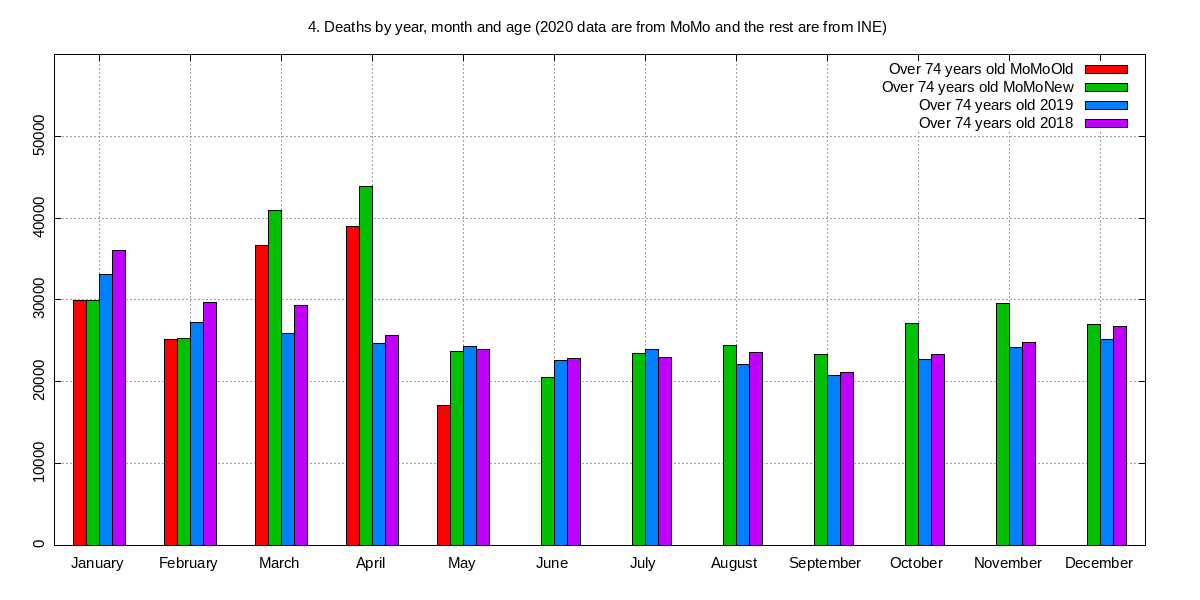 4. Deaths by year, month and age (2020 data are from MoMo and the rest are from INE)
Over 74 years old MoMoOld
Over 74 years old MoMoNew
Over 74 years old 2019
Over 74 years old 2018
50000
40000
30000
20000
10000
0
January February March April May June July August September October November December